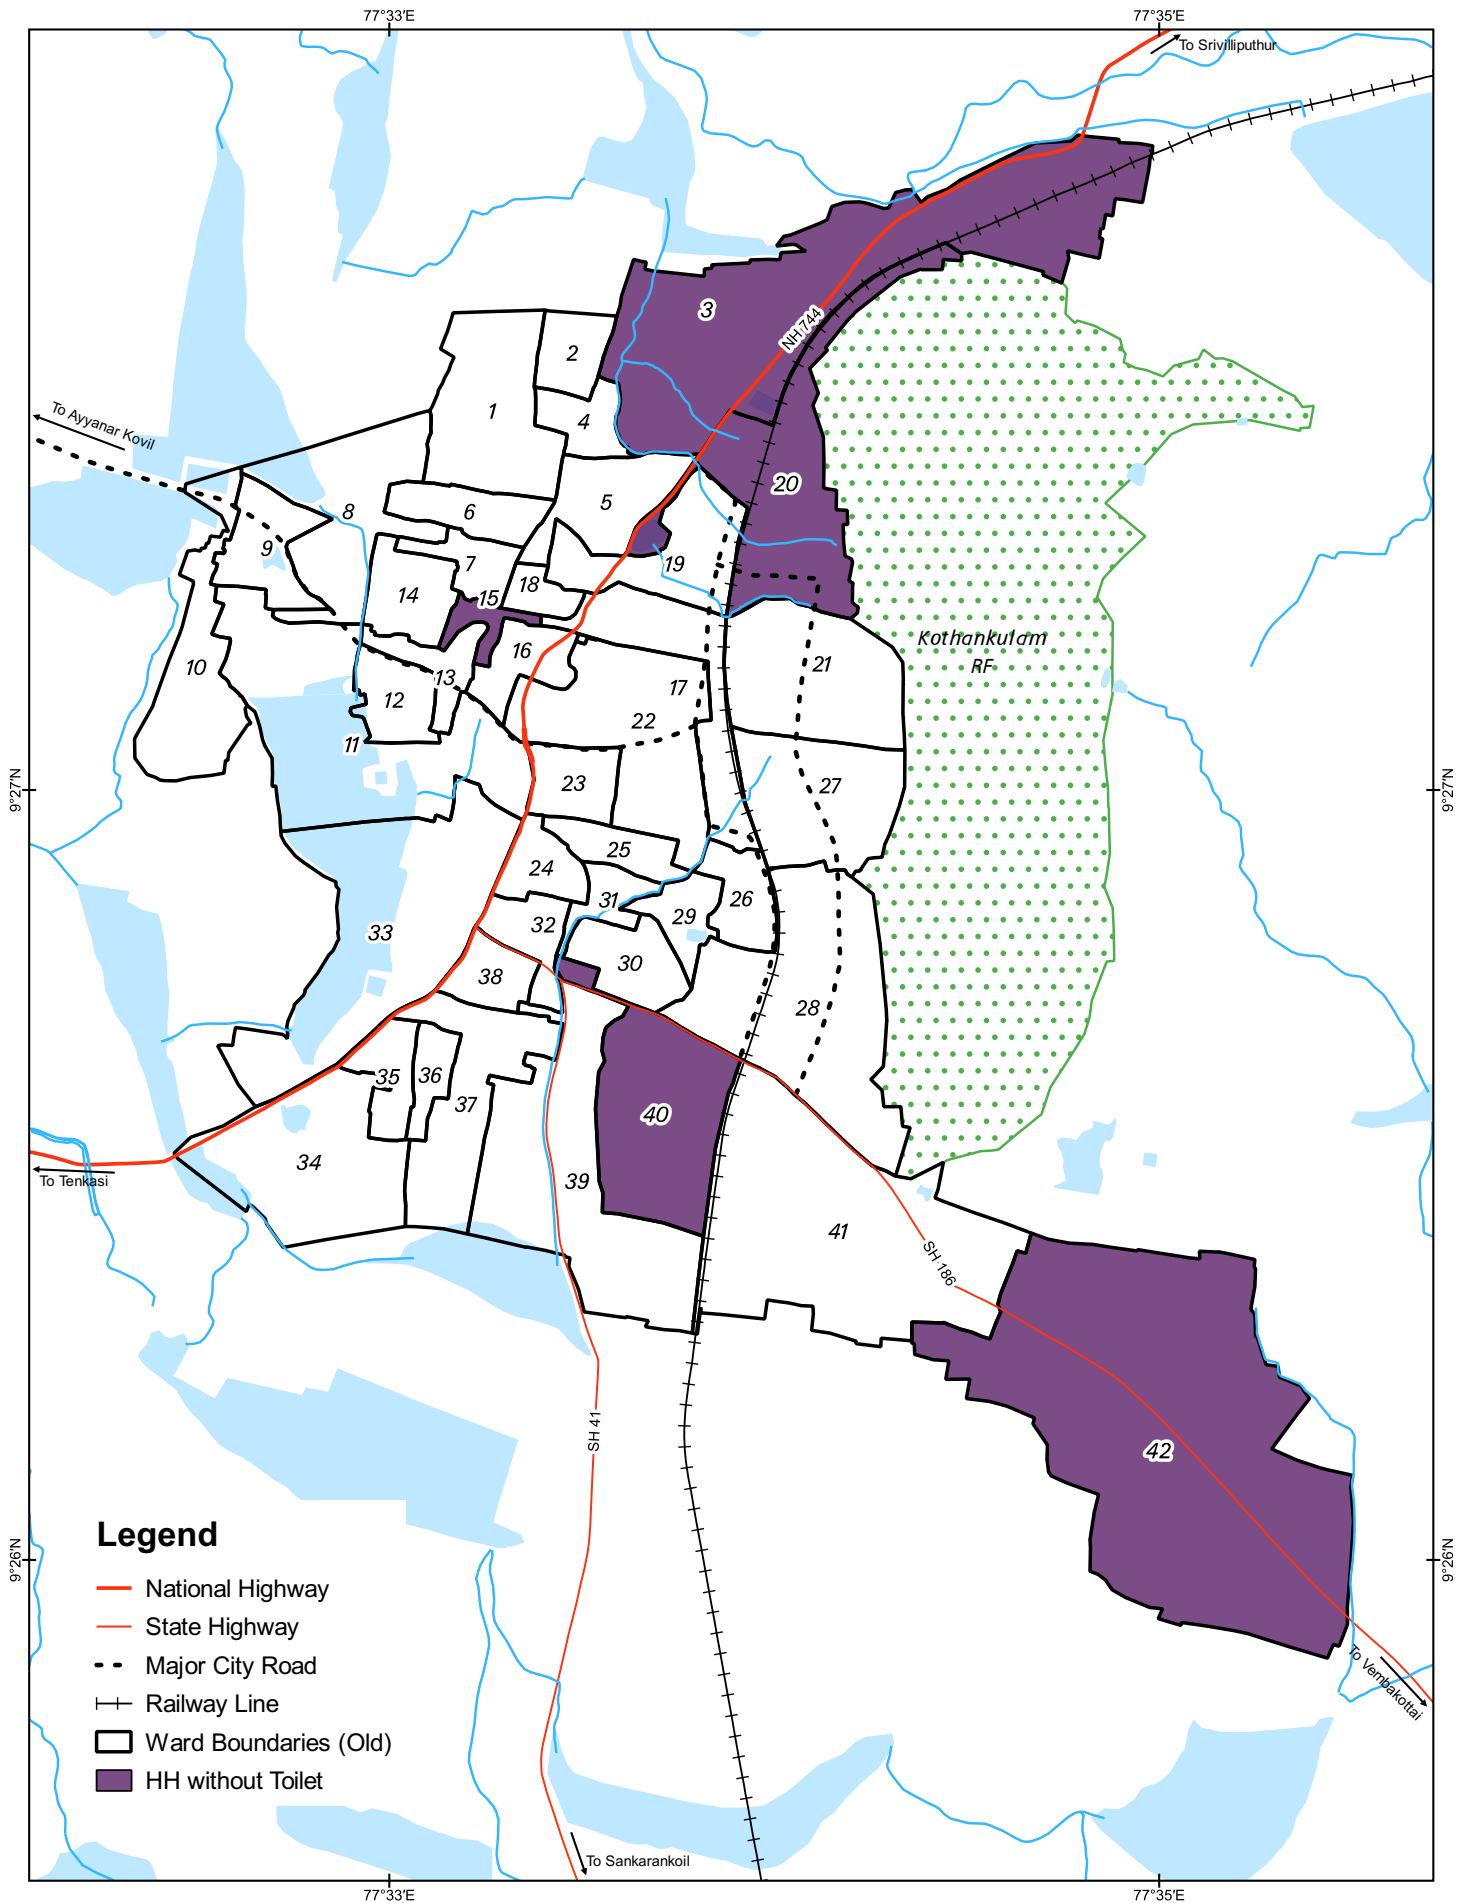 77°33'E
77°35'E
To Srivilliputhur
3
NH 744
2
1
4
To Ayyanar Kovil
20
5
6
8
9
7
19
18
14
15
Kothankulam
RF
16
21
10
13
17
12
22
11
9°27'N
9°27'N
23
27
25
24
31
26
29
32
33
30
38
28
35
36
37
40
34
To Tenkasi
39
41
SH 186
SH 41
42
Legend
9°26'N
9°26'N
National Highway
State Highway
Major City Road
Railway Line
Ward Boundaries (Old)
HH without Toilet
To Vembakottai
To Sankarankoil
77°33'E
77°35'E